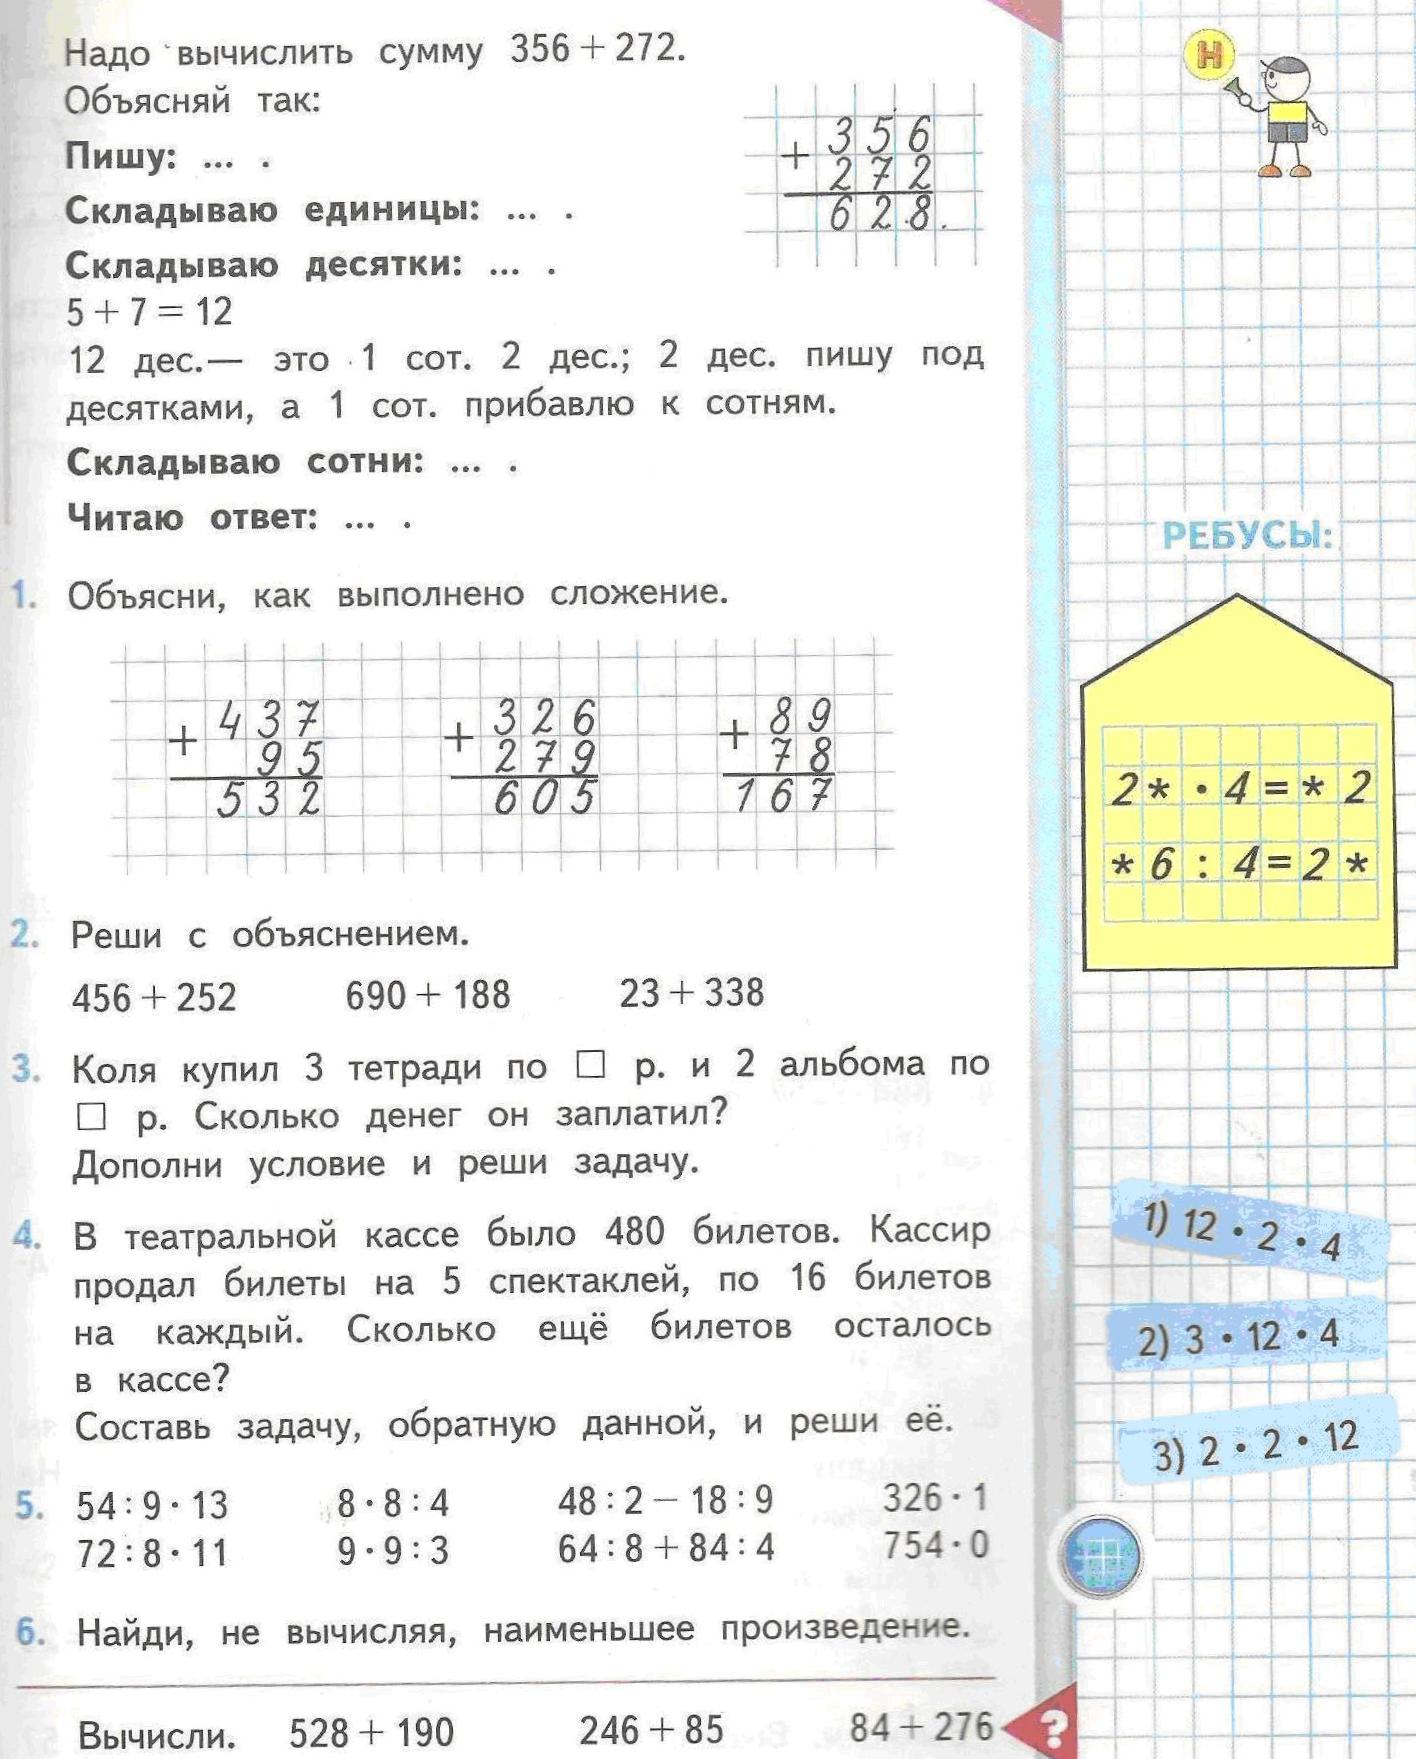 Надо вычислить сумму 356 + 272.
Объясняй так:
Пишу: ... .
Складываю единицы: ... .
Складываю десятки: ... .
5 + 7 = 12
12 дес.— это 1 сот. 2 дес.; 2 дес. пишу под
десятками, а 1 сот. прибавлю к сотням.
Складываю сотни: ... .
Читаю ответ: ... .
+ 356
272
628.
1. Объясни, как выполнено сложение.
+ 437 + 326 + 89
95 279 78
532 605 167
2. Реши с объяснением.
456 + 252 690 + 188 23 + 338
3. Коля купил 3 тетради по □ р. и 2 альбома по
□ р. Сколько денег он заплатил?
Дополни условие и реши задачу.
4. В театральной кассе было 480 билетов. Кассир
продал билеты на 5 спектаклей, по 16 билетов
на каждый. Сколько ещё билетов осталось
в кассе?
Составь задачу, обратную данной, и реши её.
5. 54 : 9 · 13 8 · 8 : 4 48 : 2 − 18 : 9 326 · 1
72 : 8 · 11 9 · 9 : 3 64 : 8 + 84 : 4 754 · 0
6. Найди, не вычисляя, наименьшее произведение.
Вычисли. 528 + 190 246 + 85 84 + 276
?
Н
РЕБУСЫ:
2* · 4 = *2
*6 : 4 = 2*
1) 12 · 2 · 4
2) 3 · 12 · 4
3) 2 · 2 · 12